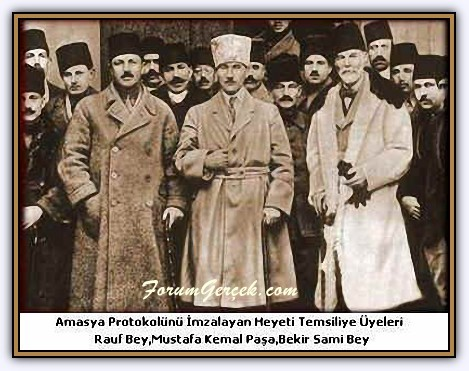 ForumGerçek.com
Amasya Protokolünü İmzalayan Heyeti Temsiliye Üyeleri
Rauf Bey,Mustafa Kemal Paşa,Bekir Sami Bey